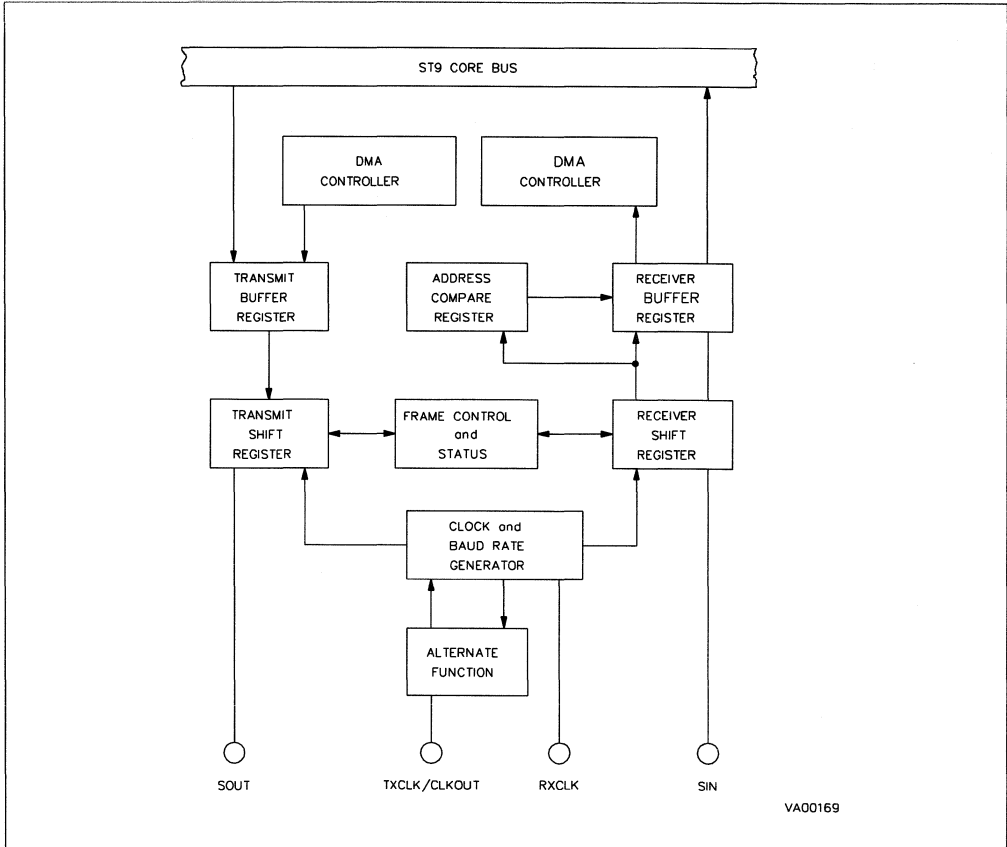 ST9 CORE BUS
DMA
CONTROLLER
DMA
CONTROLLER
TRANSMIT
BUFFER
REGISTER
ADDRESS
COMPARE
REGISTER
RECEIVER
BUFFER
REGISTER
TRANSMIT
SHIFT
REGISTER
FRAME CONTROL
and
STATUS
RECEIVER
SHIFT
REGISTER
CLOCK and
BAUD RATE
GENERATOR
ALTERNATE
FUNCTION
SOUT
TXCLK/CLKOUT
RXCLK
SIN
VA00169